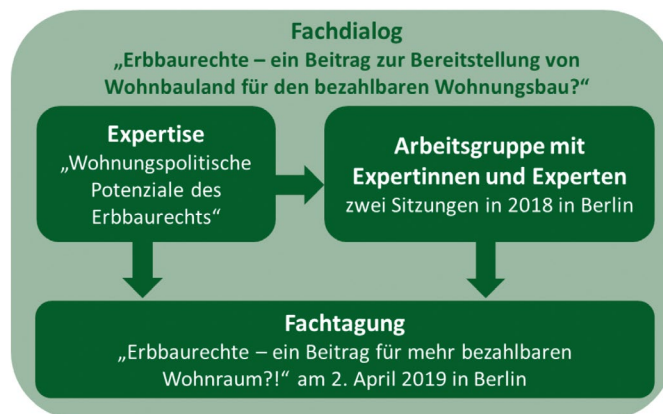 Fachdialog
„Erbbaurechte – ein Beitrag zur Bereitstellung von
Wohnbauland für den bezahlbaren Wohnungsbau?“
Expertise
„Wohnungspolitische
Potenziale des
Erbbaurechts“
Arbeitsgruppe mit
Expertinnen und Experten
zwei Sitzungen in 2018 in Berlin
Fachtagung
„Erbbaurechte – ein Beitrag für mehr bezahlbaren
Wohnraum?!“ am 2. April 2019 in Berlin